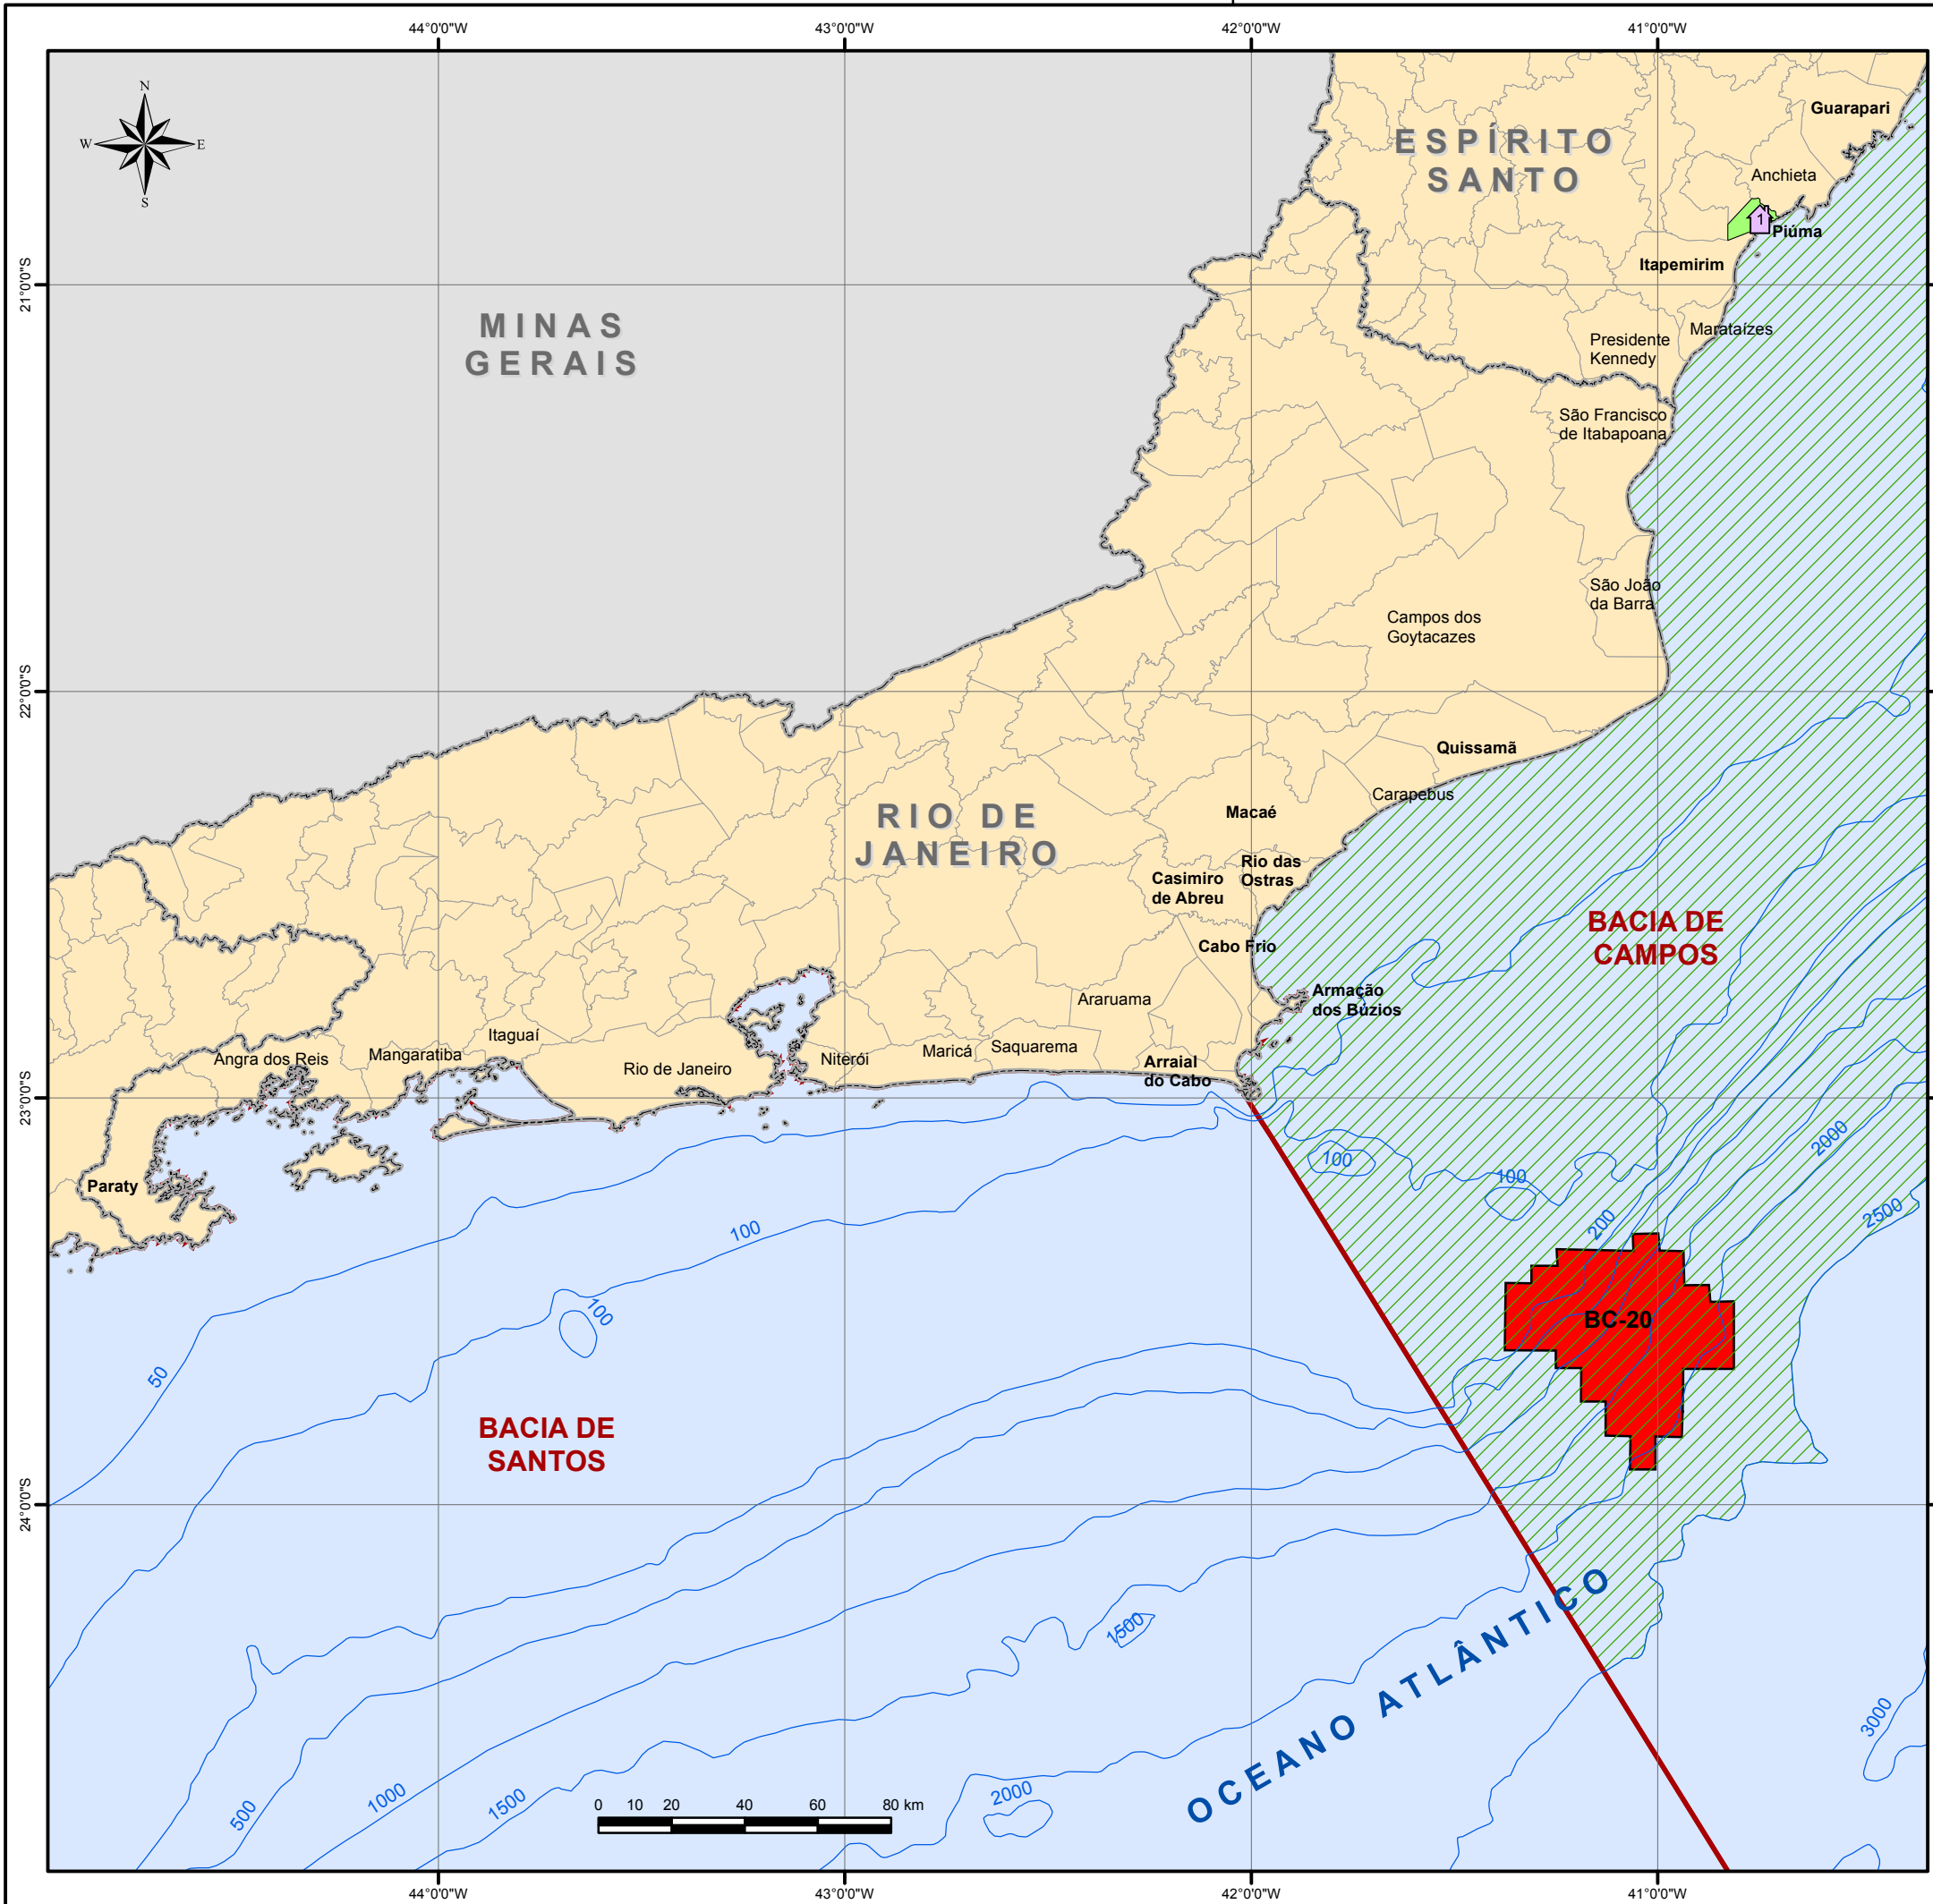 44°0'0"W
43°0'0"W
42°0'0"W
41°0'0"W
N
W
E
S
Guarapari
ESPÍRITO
SANTO
Anchieta
1
Piúma
Itapemirim
21°0'0"S
MINAS
GERAIS
Marataízes
Presidente
Kennedy
São Francisco
de Itabapoana
São João
da Barra
Campos dos
Goytacazes
22°0'0"S
Quissamã
Carapebus
Macaé
RIO DE
JANEIRO
Rio das
Ostras
Casimiro
de Abreu
BACIA DE
CAMPOS
Cabo Frio
Armação
dos Búzios
Araruama
Itaguaí
Saquarema
Maricá
Niterói
Mangaratiba
Angra dos Reis
Rio de Janeiro
Arraial
do Cabo
23°0'0"S
2000
100
100
Paraty
2500
200
100
100
BC-20
50
BACIA DE
SANTOS
24°0'0"S
OCEANO ATLÂNTICO
1500
3000
2000
1000
1500
500
0 10 20 40 60 80 km
44°0'0"W
43°0'0"W
42°0'0"W
41°0'0"W